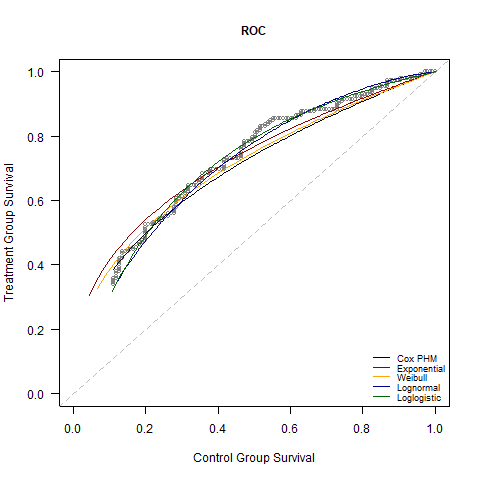 ROC
Treatment Group Survival
1.0
0.8
0.6
0.4
0.2
0.0
Cox PHM
Exponential
Weibull
Lognormal
Loglogistic
0.0 0.2 0.4 0.6 0.8 1.0
Control Group Survival